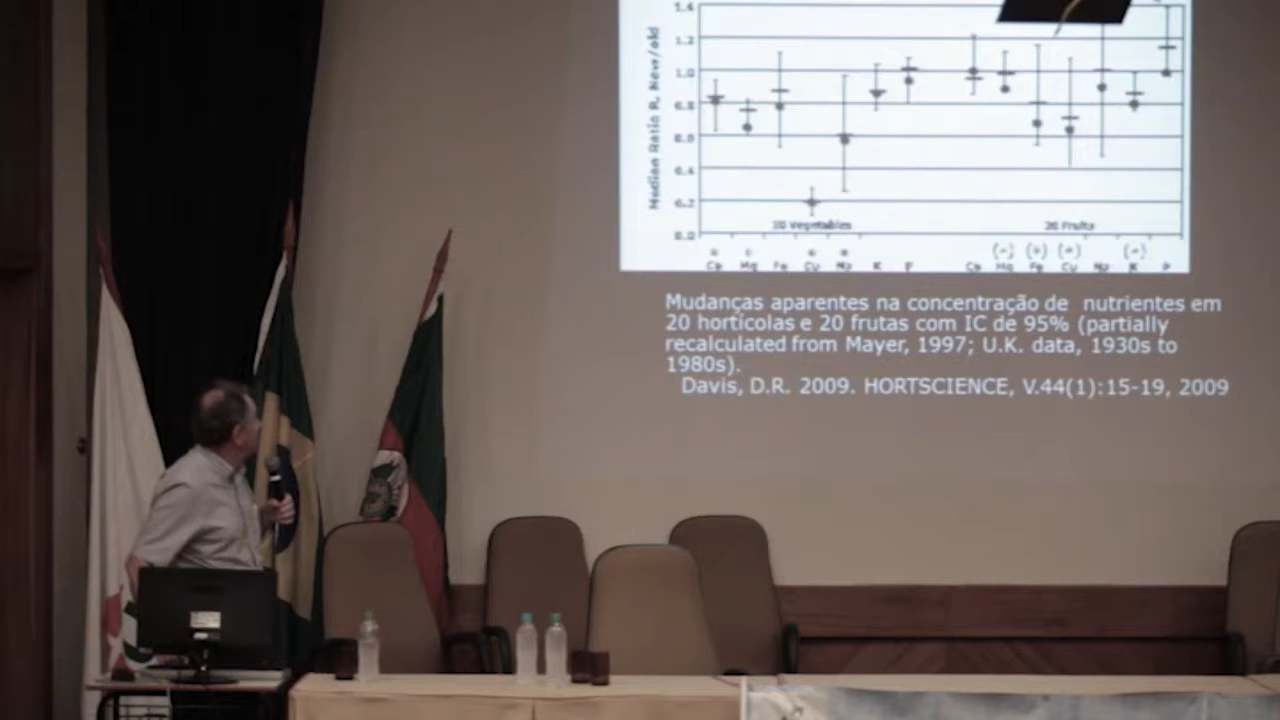 1.4
1.2
1.0
0.8
0.6
0.4
0.2
0.0
Median Ratio R, New/old
20 Vegetables
20 Fruits
Ca Mg Fe Cu Na K P
Ca Mg Fe Cu Na K P
Mudanças aparentes na concentração de nutrientes em
20 hortícolas e 20 frutas com IC de 95% (partially
recalculated from Mayer, 1997; U.K. data, 1930s to
1980s).
Davis, D.R. 2009. HORTSCIENCE, V.44(1):15-19, 2009